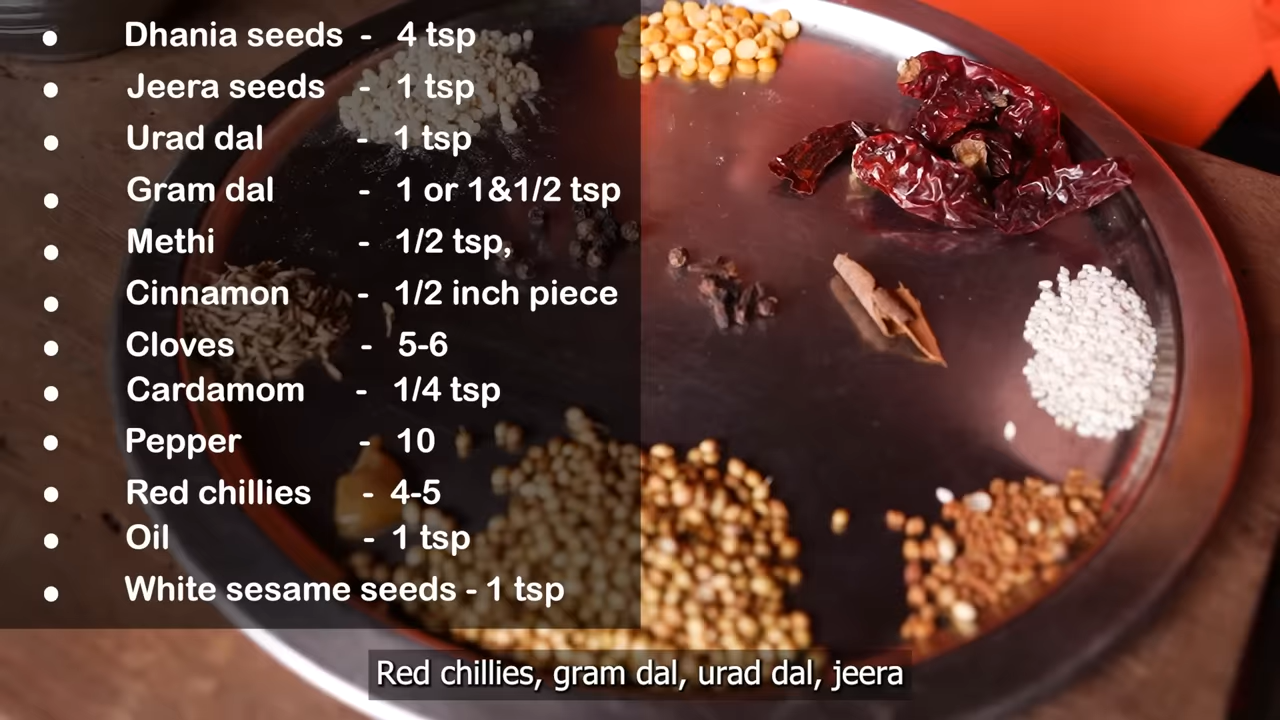 Dhania seeds - 4 tsp
Jeera seeds - 1 tsp
Urad dal - 1 tsp
Gram dal - 1 or 1&1/2 tsp
Methi - 1/2 tsp,
Cinnamon - 1/2 inch piece
Cloves - 5-6
Cardamom - 1/4 tsp
Pepper - 10
Red chillies - 4-5
Oil - 1 tsp
White sesame seeds - 1 tsp
Red chillies, gram dal, urad dal, jeera